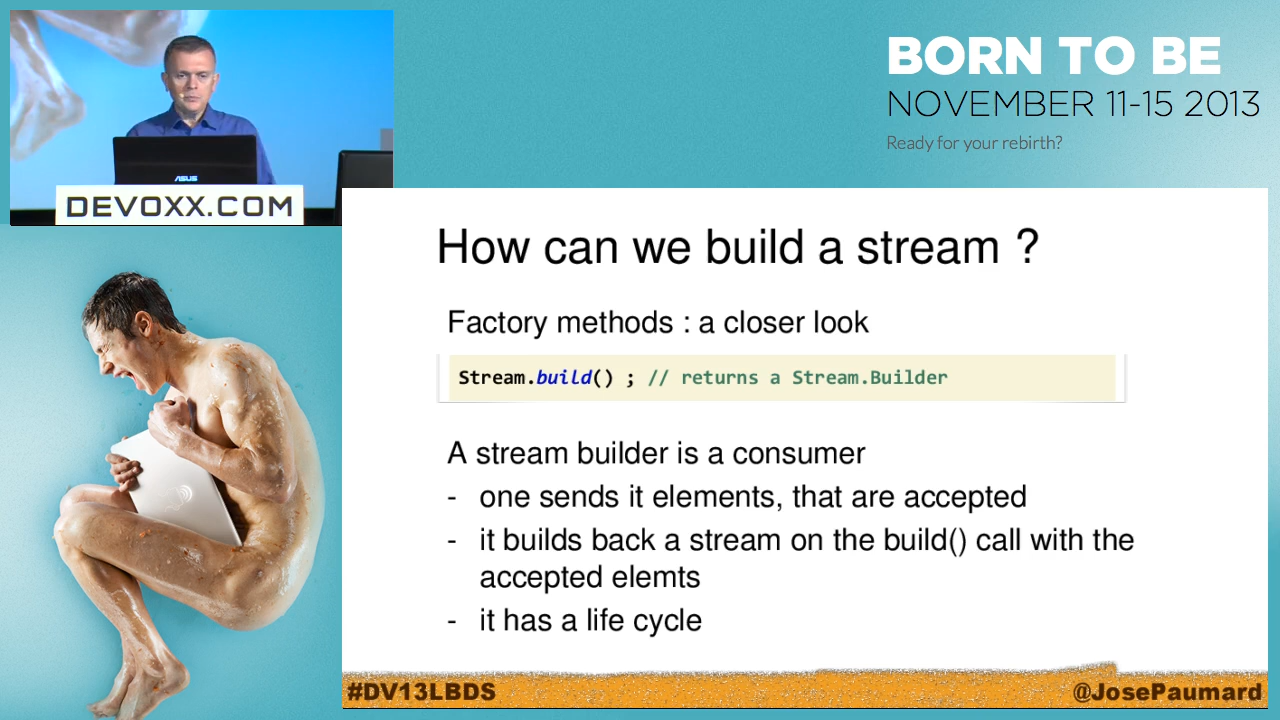 BORN TO BE
NOVEMBER 11-15 2013
Ready for your rebirth?
ASUS
DEVOXX.COM
How can we build a stream ?
Factory methods : a closer look
Stream.build() ; // returns a Stream.Builder
A stream builder is a consumer
- one sends it elements, that are accepted
- it builds back a stream on the build() call with the
accepted elemts
- it has a life cycle
#DV13LBDS
@JosePaumard